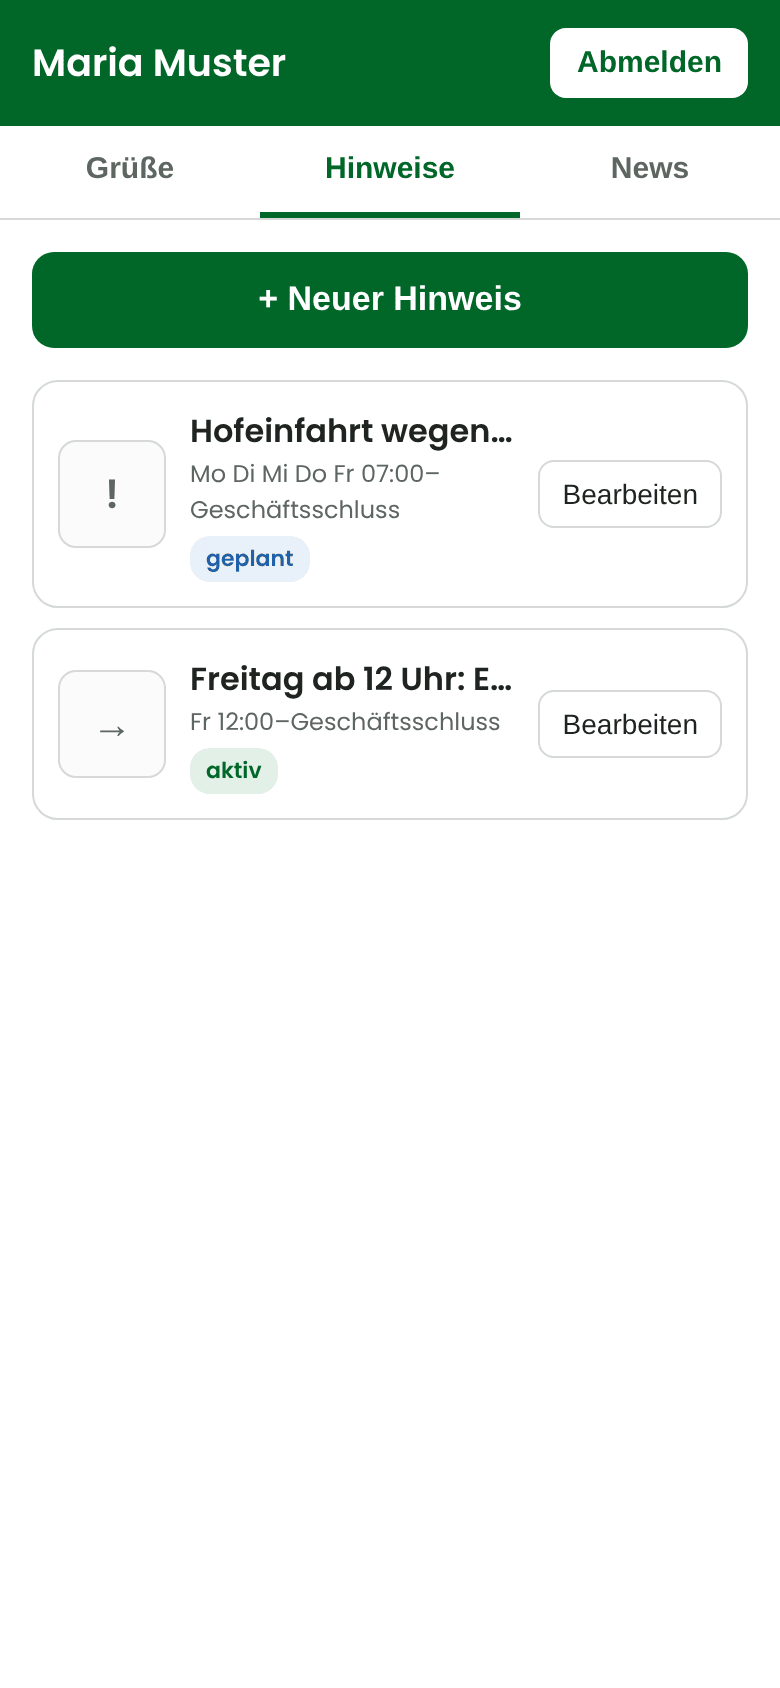 Maria Muster
Abmelden
Grüße
Hinweise
News
+ Neuer Hinweis
!
Hofeinfahrt wegen...
Mo Di Mi Do Fr 07:00–
Geschäftsschluss
geplant
Bearbeiten
→
Freitag ab 12 Uhr: E...
Fr 12:00–Geschäftsschluss
aktiv
Bearbeiten